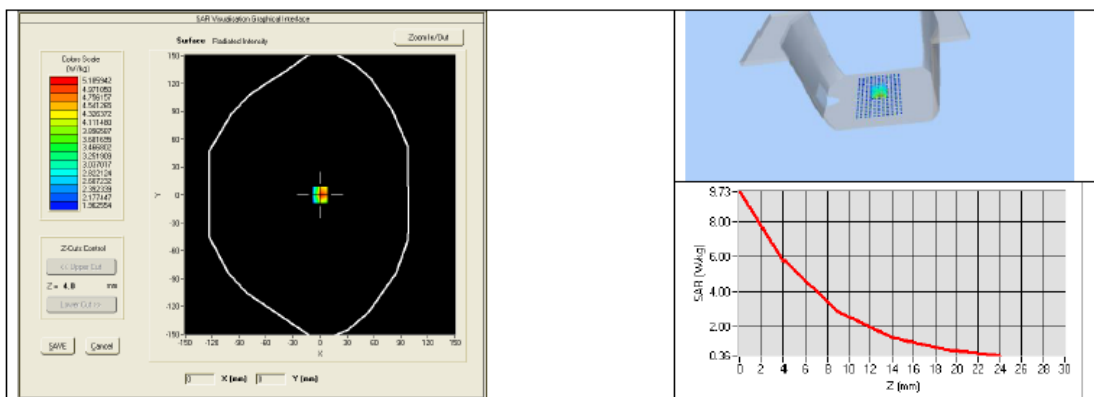 SAR Visualisation Graphical Interface
Surface Radiated Intensity
Zoom In/Out
Colors Scale
(W/kg)
5.185942
4.971050
4.756157
4.541265
4.326372
4.111480
3.896587
3.681695
3.466802
3.251909
3.037017
2.822124
2.607232
2.392339
2.177447
1.962554
Z-Cuts Control
<< Upper Cut
Z = 4.0 mm
Lower Cut >>
SAVE Cancel
150
120
90
60
30
0
-30
-60
-90
-120
-150
Y
-150 -120 -90 -60 -30 0 30 60 90 120 150
X
0 X (mm) 0 Y (mm)
9.73
8.00
6.00
4.00
2.00
0.36
SAR (W/kg)
0 2 4 6 8 10 12 14 16 18 20 22 24 26 28 30
Z (mm)